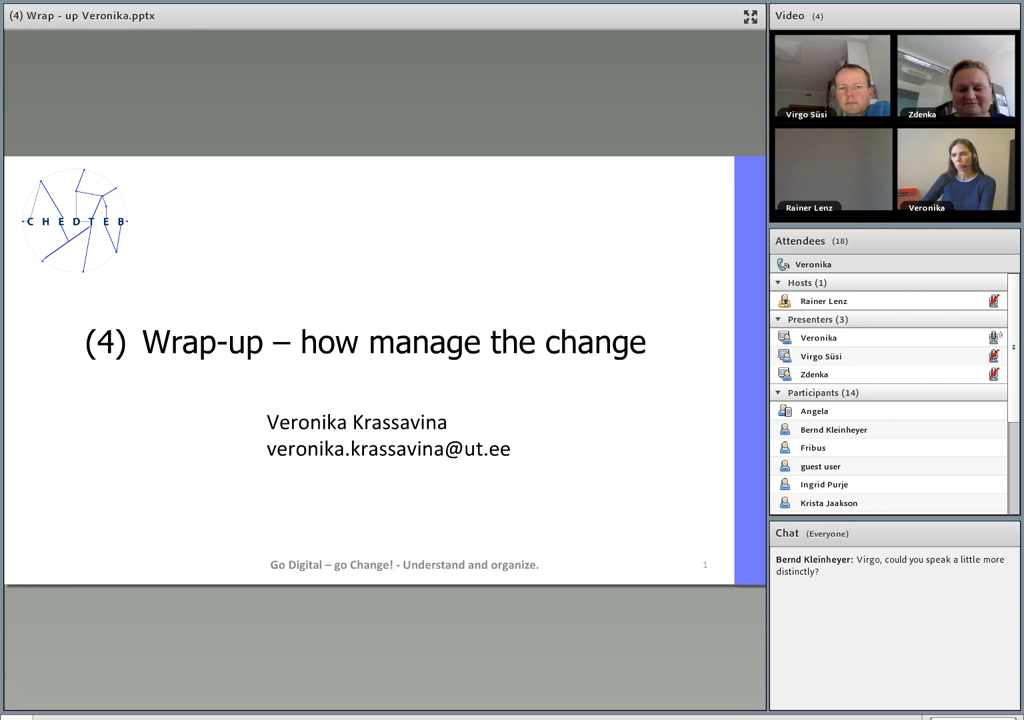 (4) Wrap - up Veronika.pptx
CHEDTEB
(4) Wrap-up – how manage the change
Veronika Krassavina
veronika.krassavina@ut.ee
Go Digital – go Change! - Understand and organize.
1
Video (4)
Virgo Süsi
Zdenka
Rainer Lenz
Veronika
Attendees (18)
Veronika
Hosts (1)
Rainer Lenz
Presenters (3)
Veronika
Virgo Süsi
Zdenka
Participants (14)
Angela
Bernd Kleinheyer
Fribus
guest user
Ingrid Purje
Krista Jaakson
Chat (Everyone)
Bernd Kleinheyer: Virgo, could you speak a little more
distinctly?